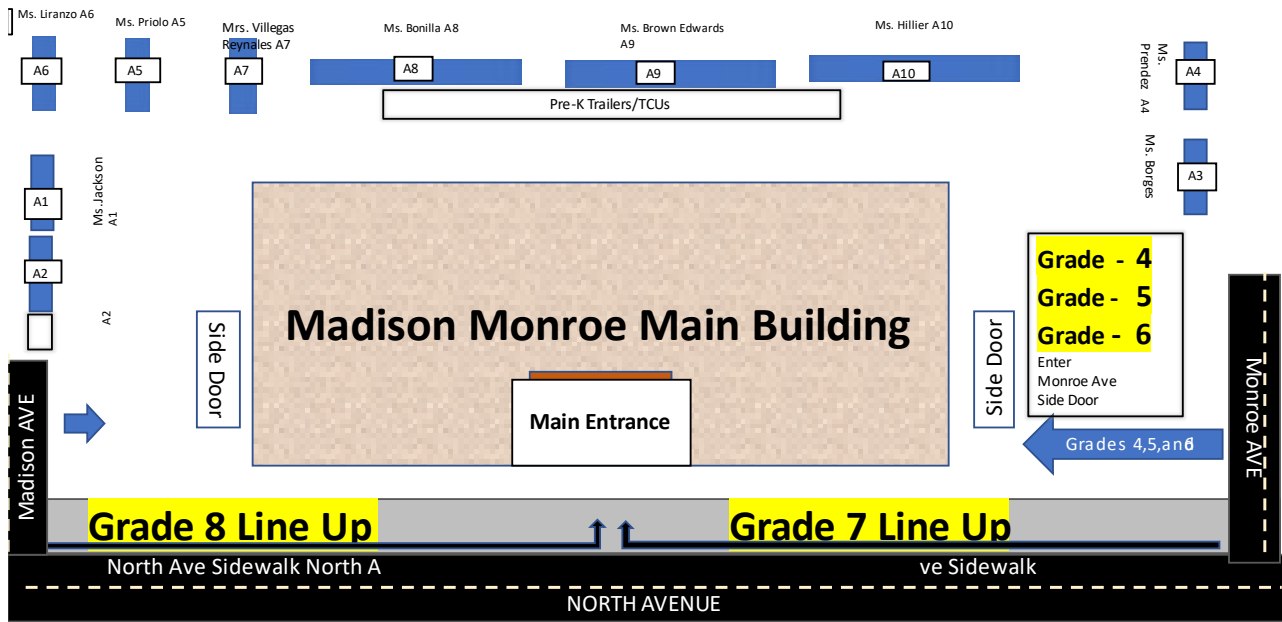 Ms. Liranzo A6
Ms. Priolo A5
Mrs. Villegas
Reynales A7
Ms. Bonilla A8
Ms. Brown Edwards
A9
Ms. Hillier A10
Ms.
Prendez A4
A6
A5
A7
A8
A9
A10
A4
Pre-K Trailers/TCUs
Ms. Borges
A3
Ms.Jackson
A1
A1
A2
A2
Grade - 4
Grade - 5
Grade - 6
Enter
Monroe Ave
Side Door
Side Door
Madison Monroe Main Building
Side Door
Main Entrance
Madison AVE
Monroe AVE
Grades 4,5,and 6
Grade 8 Line Up
Grade 7 Line Up
North Ave Sidewalk North A
ve Sidewalk
NORTH AVENUE